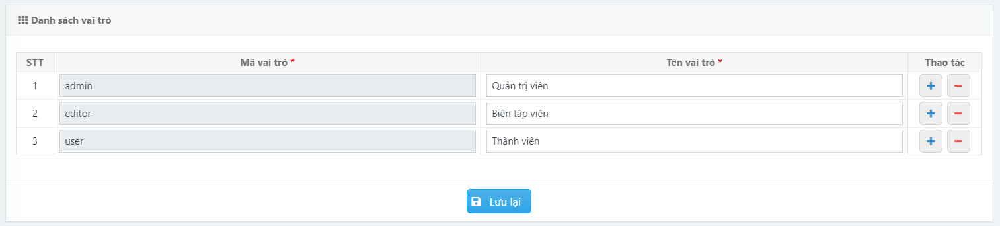 Danh sách vai trò
STT Mã vai trò * Tên vai trò * Thao tác
1 admin Quản trị viên
2 editor Biên tập viên
3 user Thành viên
Lưu lại